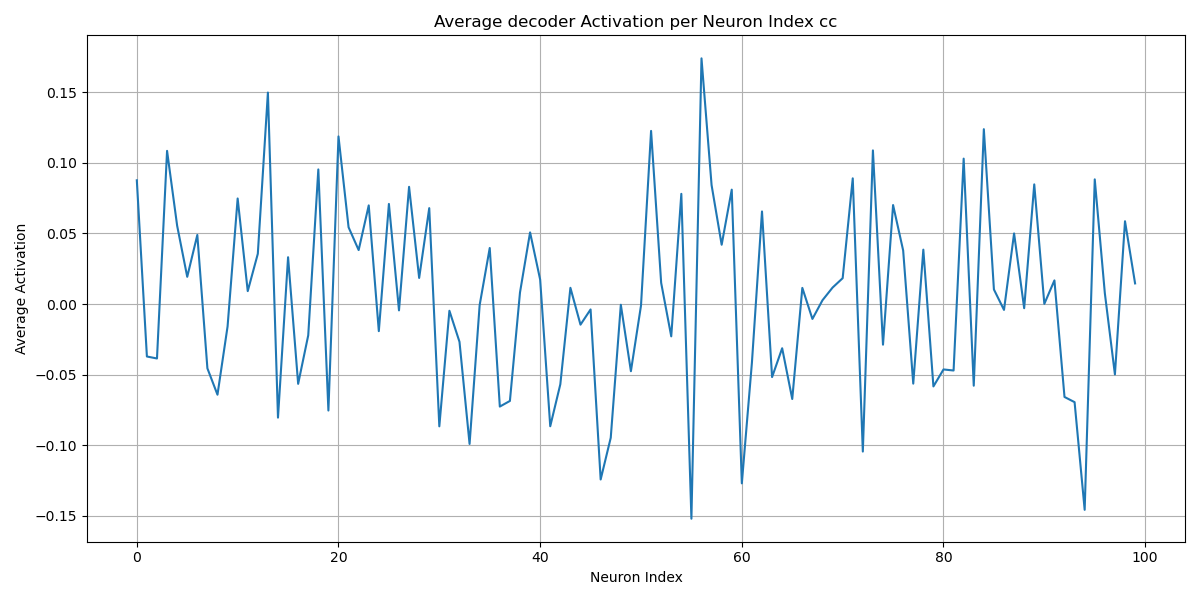 Average decoder Activation per Neuron Index cc
0.15
0.10
0.05
0.00
−0.05
−0.10
−0.15
Average Activation
0 20 40 60 80 100
Neuron Index